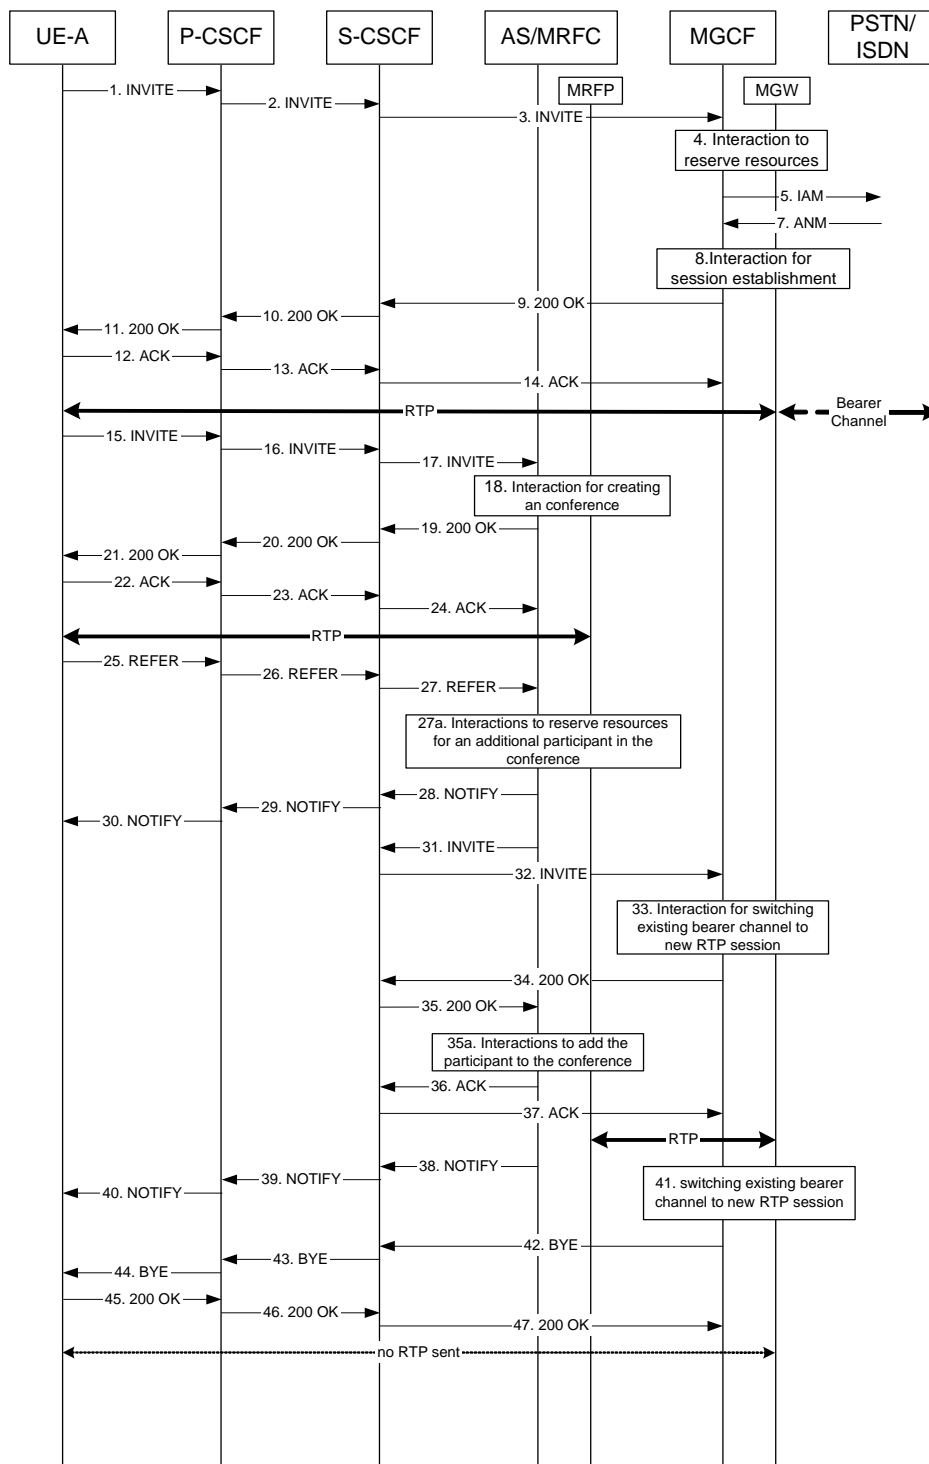 UE-A
P-CSCF
S-CSCF
AS/MRFC
MGCF
PSTN/
ISDN
MRFP
MGW
1. INVITE
2. INVITE
3. INVITE
4. Interaction to
reserve resources
5. IAM
7. ANM
8.Interaction for
session establishment
9. 200 OK
10. 200 OK
11. 200 OK
12. ACK
13. ACK
14. ACK
RTP
Bearer
Channel
15. INVITE
16. INVITE
17. INVITE
18. Interaction for creating
an conference
19. 200 OK
20. 200 OK
21. 200 OK
22. ACK
23. ACK
24. ACK
RTP
25. REFER
26. REFER
27. REFER
27a. Interactions to reserve resources
for an additional participant in the
conference
28. NOTIFY
29. NOTIFY
30. NOTIFY
31. INVITE
32. INVITE
33. Interaction for switching
existing bearer channel to
new RTP session
34. 200 OK
35. 200 OK
35a. Interactions to add the
participant to the conference
36. ACK
37. ACK
RTP
38. NOTIFY
39. NOTIFY
40. NOTIFY
41. switching existing bearer
channel to new RTP session
42. BYE
43. BYE
44. BYE
45. 200 OK
46. 200 OK
47. 200 OK
no RTP sent